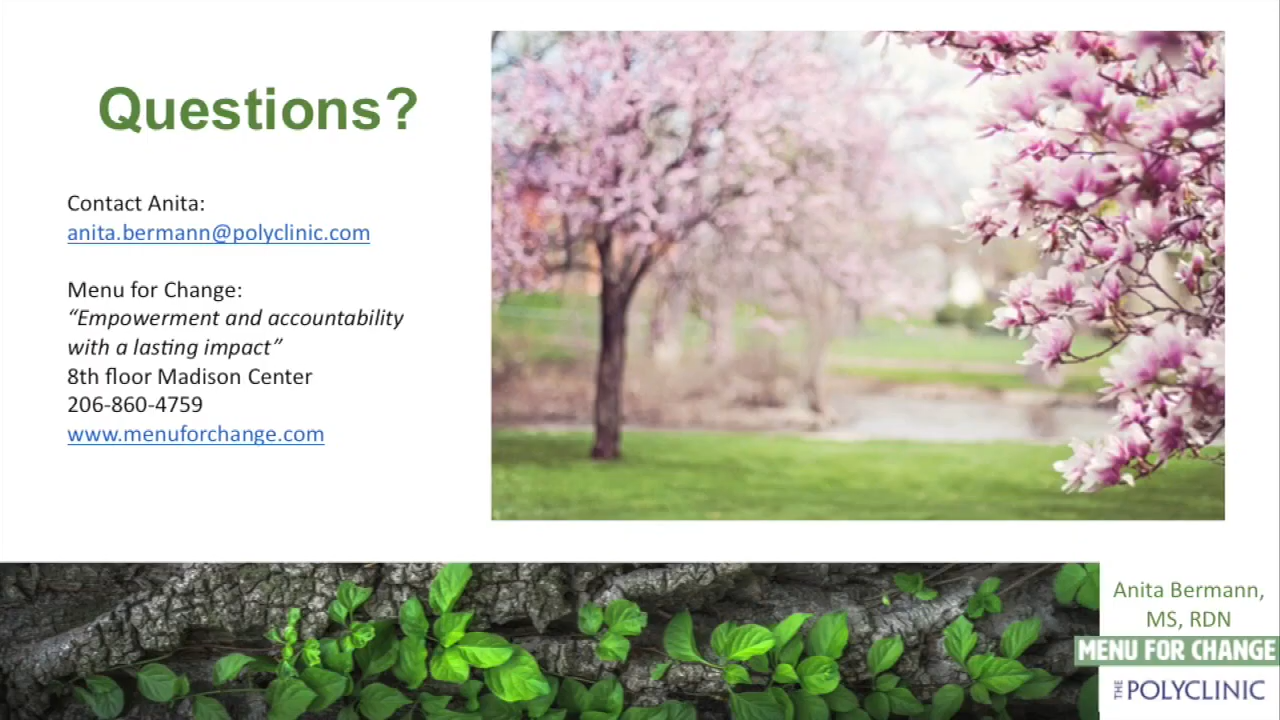 Questions?
Contact Anita:
anita.bermann@polyclinic.com
Menu for Change:
“Empowerment and accountability
with a lasting impact”
8th floor Madison Center
206-860-4759
www.menuforchange.com
Anita Bermann,
MS, RDN
MENU FOR CHANGE
THE POLYCLINIC